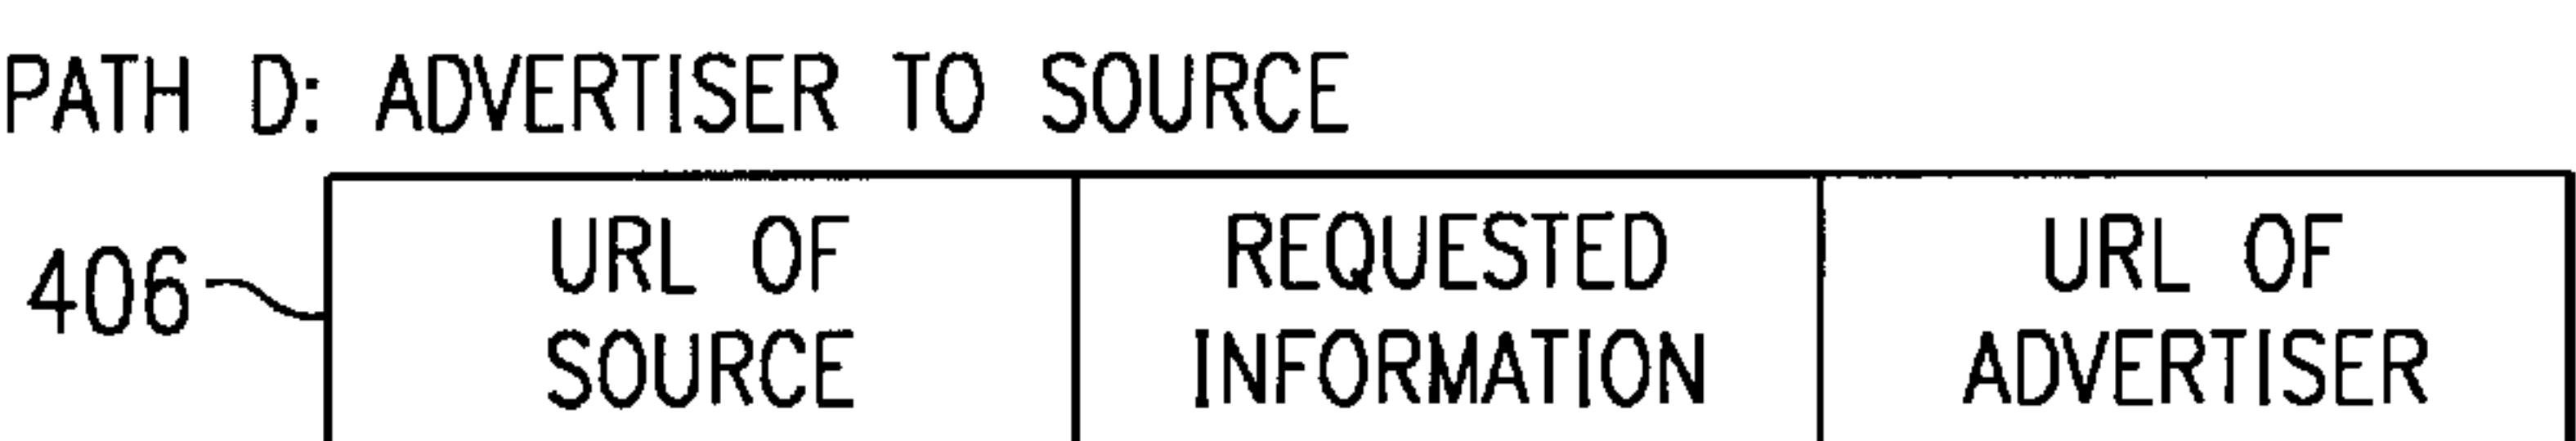 PATH D: ADVERTISER TO SOURCE
406
URL OF
SOURCE
REQUESTED
INFORMATION
URL OF
ADVERTISER